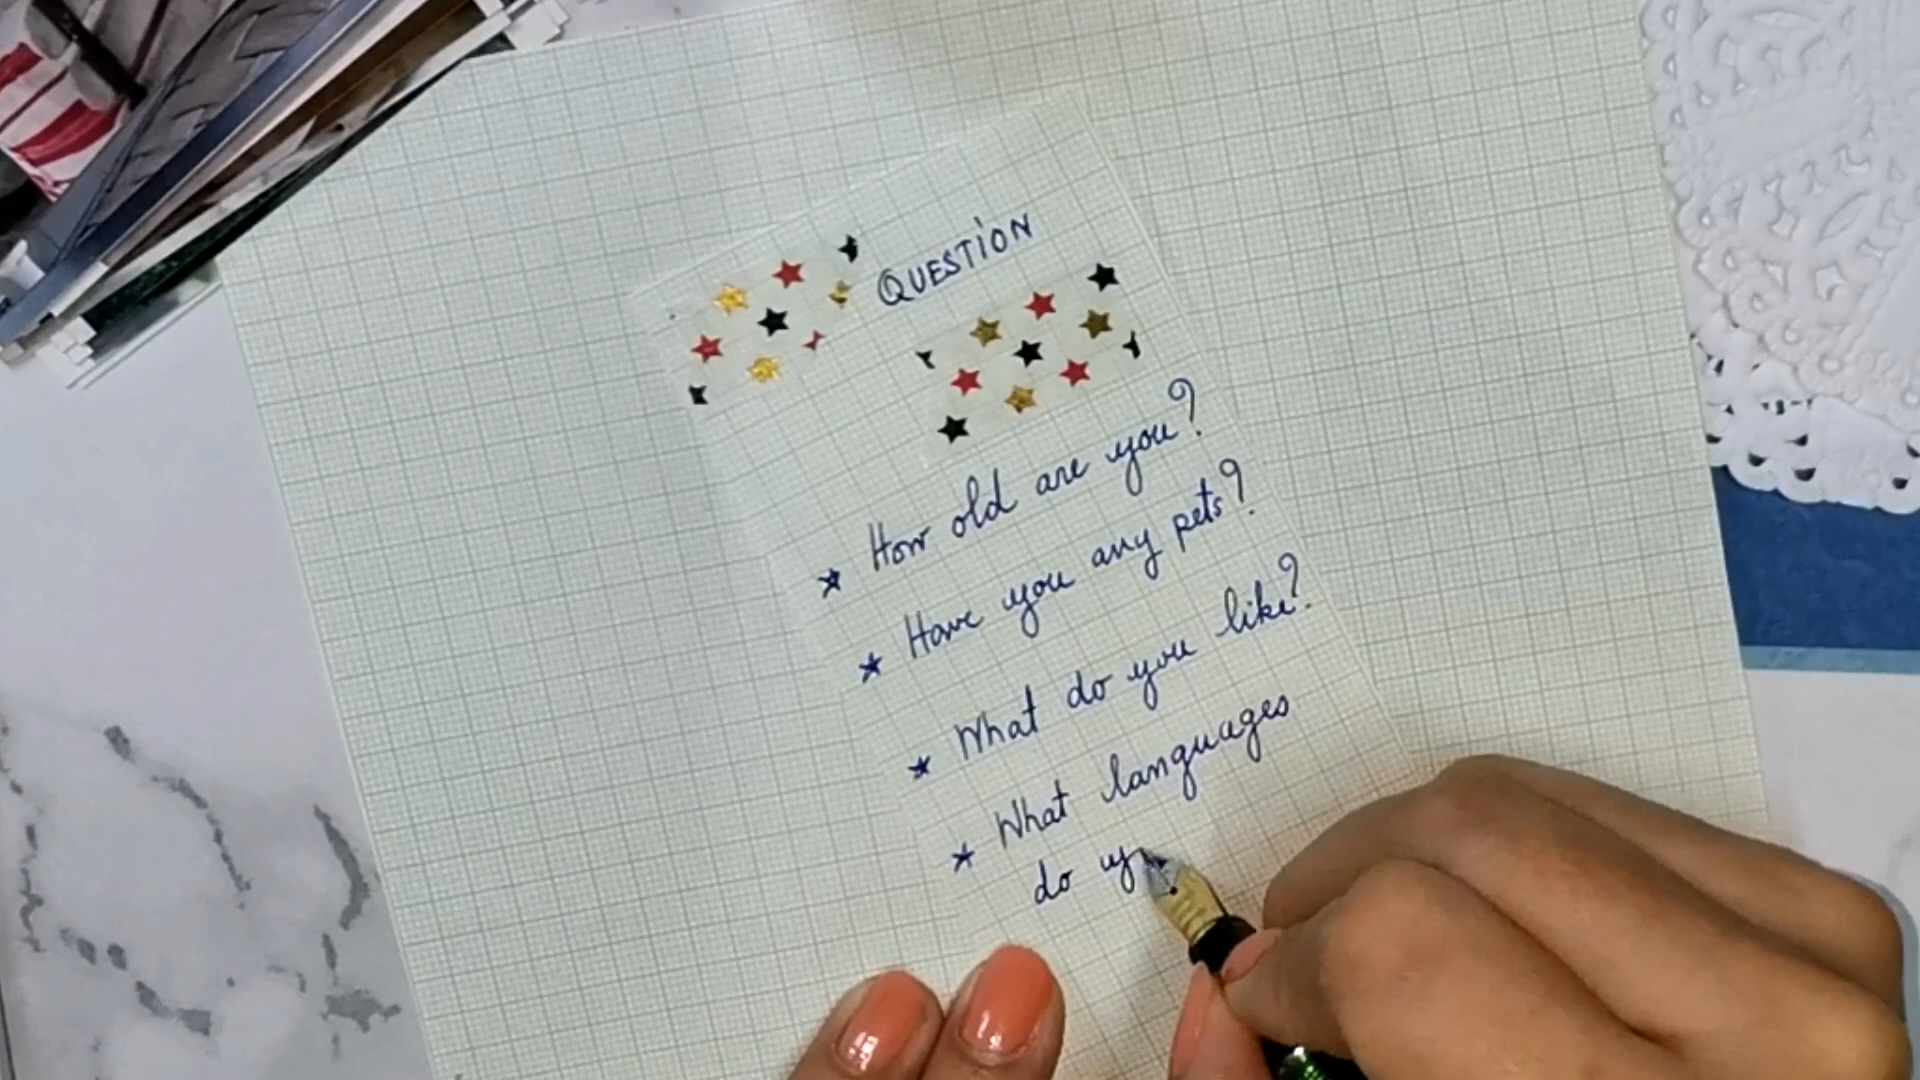 QUESTION
How old are you?
Have you any pets?
What do you like?
What languages
do y